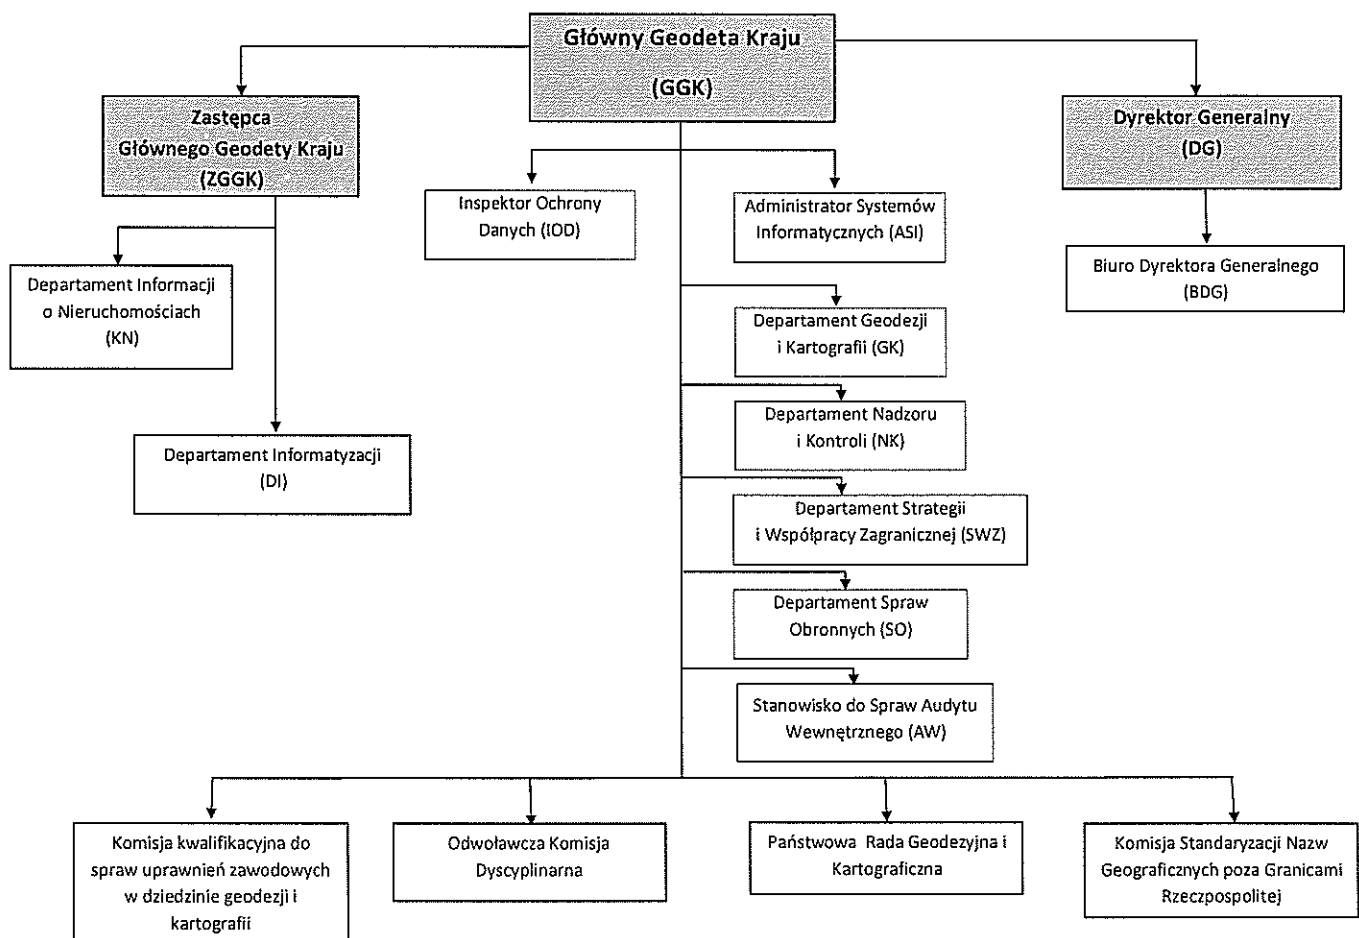 Główny Geodeta Kraju
(GGK)
Zastępca
Głównego Geodety Kraju
(ZGGK)
Dyrektor Generalny
(DG)
Inspektor Ochrony
Danych (IOD)
Administrator Systemów
Informatycznych (ASI)
Biuro Dyrektora Generalnego
(BDG)
Departament Informacji
o Nieruchomościach
(KN)
Departament Geodezji
i Kartografii (GK)
Departament Nadzoru
i Kontroli (NK)
Departament Informatyzacji
(DI)
Departament Strategii
i Współpracy Zagranicznej (SWZ)
Departament Spraw
Obronnych (SO)
Stanowisko do Spraw Audytu
Wewnętrznego (AW)
Komisja kwalifikacyjna do
spraw uprawnień zawodowych
w dziedzinie geodezji i
kartografii
Odwoławcza Komisja
Dyscyplinarna
Państwowa Rada Geodezyjna i
Kartograficzna
Komisja Standaryzacji Nazw
Geograficznych poza Granicami
Rzeczpospolitej